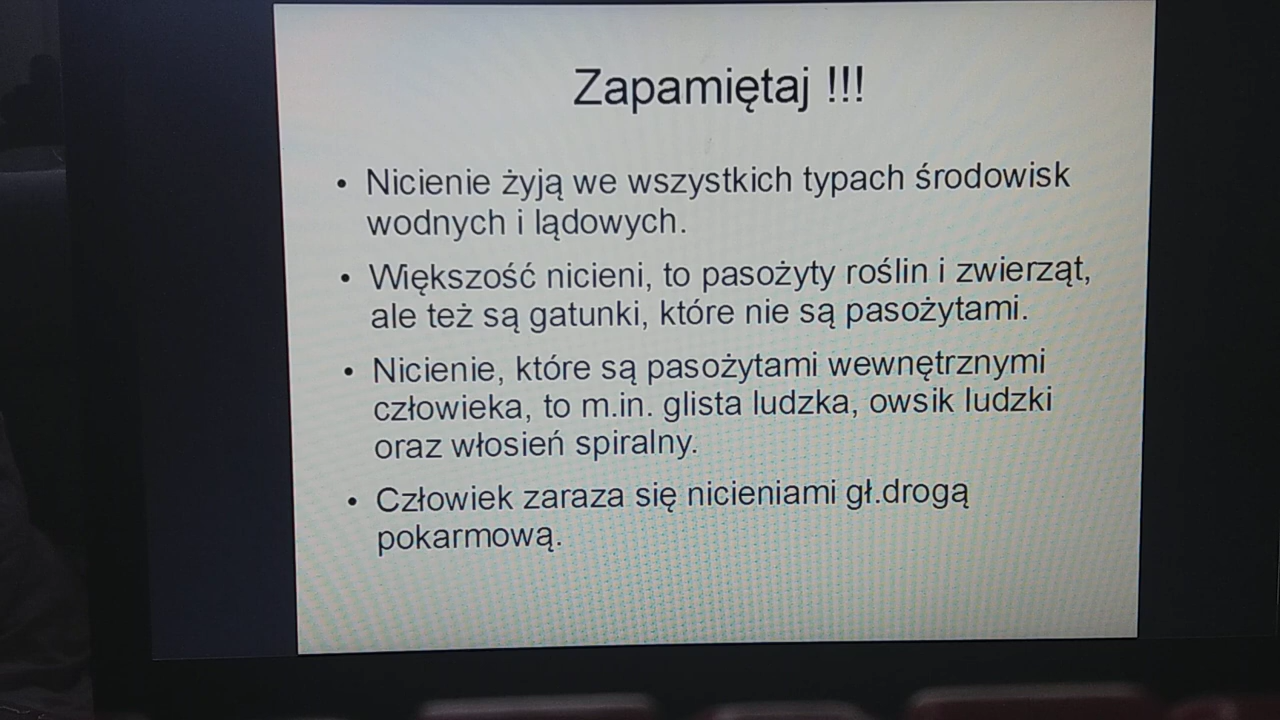 Zapamiętaj !!!
• Nicienie żyją we wszystkich typach środowisk
wodnych i lądowych.
• Większość nicieni, to pasożyty roślin i zwierząt,
ale też są gatunki, które nie są pasożytami.
• Nicienie, które są pasożytami wewnętrznymi
człowieka, to m.in. glista ludzka, owsik ludzki
oraz włosień spiralny.
• Człowiek zaraza się nicieniami gł.drogą
pokarmową.